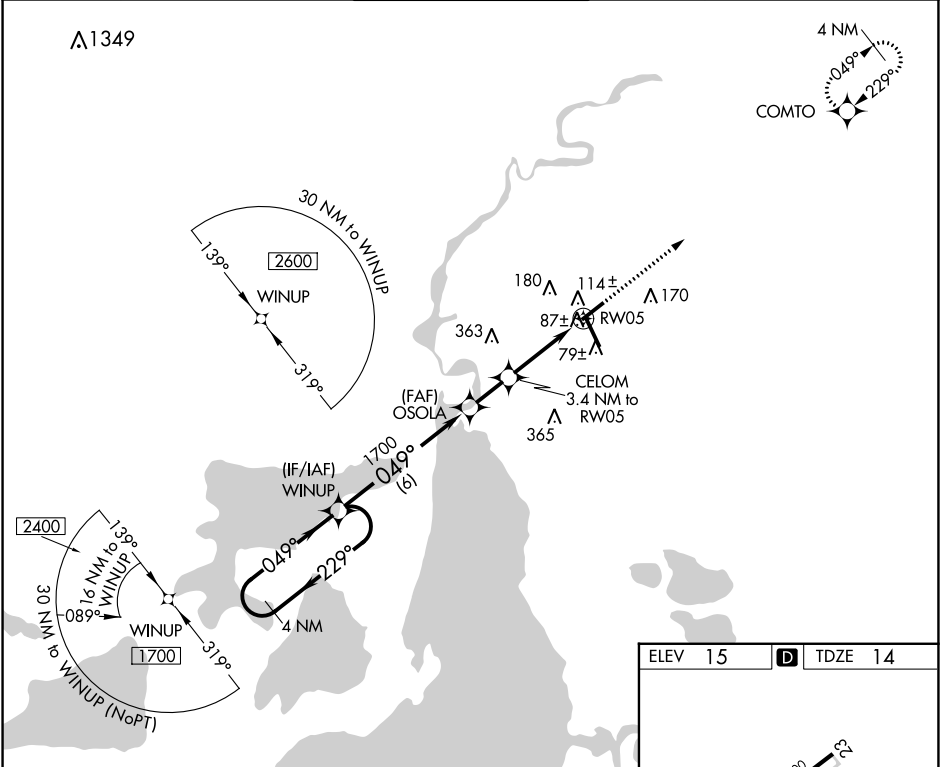 1349
4 NM
049°
229°
COMTO
30 NM to WINUP
139°
2600
WINUP
319°
180
114±
170
87±
RW05
363
79±
(FAF)
OSOLA
CELOM
3.4 NM to
RW05
365
1700
049°
(6)
(IF/IAF)
WINUP
049°
229°
4 NM
2400
139°
16 NM to
WINUP
089°
WINUP
1700
319°
30 NM to WINUP (NoPT)
ELEV 15 D TDZE 14
23